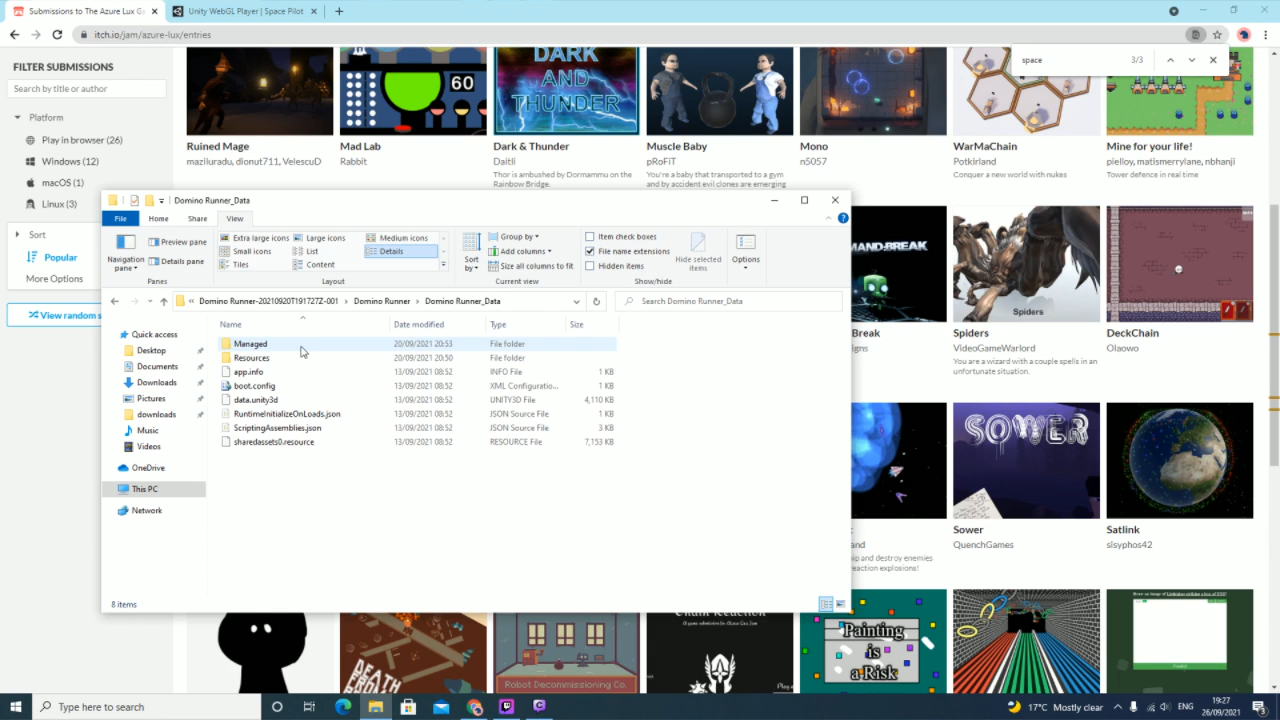 Submissions to The Azure Lux G
Unity WebGL Player | Space Pilot
itch.io/jam/azure-lux/entries
space
3/3
FILTER SUBMISSIONS
Search by title or author
Platform
Play in browser (26)
Windows (12)
macOS (1)
Linux (3)
Sort
Popular
More Options
View random s
60
DARK
AND
THUNDER
Ruined Mage
maziluradu, dionut711, VelescuD
Mad Lab
Rabbit
Dark & Thunder
Daitli
Thor is ambushed by Dormammu on the
Rainbow Bridge.
Muscle Baby
pRoFiT
You're a baby that transported to a gym
and by accident evil clones are emerging
Mono
n5057
WarMaChain
Potkirland
Conquer a new world with nukes
Mine for your life!
pielloy, matismerrylane, nbhanji
Tower defence in real time
Domino Runner_Data
File
Home
Share
View
Navigation
pane
Preview pane
Details pane
Panes
Extra large icons
Large icons
Medium icons
Small icons
List
Details
Tiles
Content
Layout
Sort
by
Group by
Add columns
Size all columns to fit
Current view
Item check boxes
File name extensions
Hidden items
Hide selected
items
Show/hide
Options
« Domino Runner-20210920T191727Z-001
Domino Runner
Domino Runner_Data
Search Domino Runner_Data
Quick access
Desktop
Documents
Downloads
Pictures
downloads
Music
Videos
OneDrive
This PC
Network
Name
Date modified
Type
Size
Managed
20/09/2021 20:53
File folder
Resources
20/09/2021 20:50
File folder
app.info
13/09/2021 08:52
INFO File
1 KB
boot.config
13/09/2021 08:52
XML Configuratio...
1 KB
data.unity3d
13/09/2021 08:52
UNITY3D File
4,110 KB
RuntimeInitializeOnLoads.json
13/09/2021 08:52
JSON Source File
1 KB
ScriptingAssemblies.json
13/09/2021 08:52
JSON Source File
3 KB
sharedassets0.resource
13/09/2021 08:52
RESOURCE File
7,153 KB
8 items
MAND-BREAK
Break
igns
Spiders
Spiders
VideoGameWarlord
You are a wizard with a couple spells in an
unfortunate situation.
DeckChain
Olaowo
and
hip and destroy enemies
reaction explosions!
SOWER
Sower
QuenchGames
Satlink
sisyphos42
DEATH
Robot Decommissioning Co.
Chain Reaction
Painting
is
a Risk
Type here to search
17°C Mostly clear
ENG
19:27
26/09/2021
3